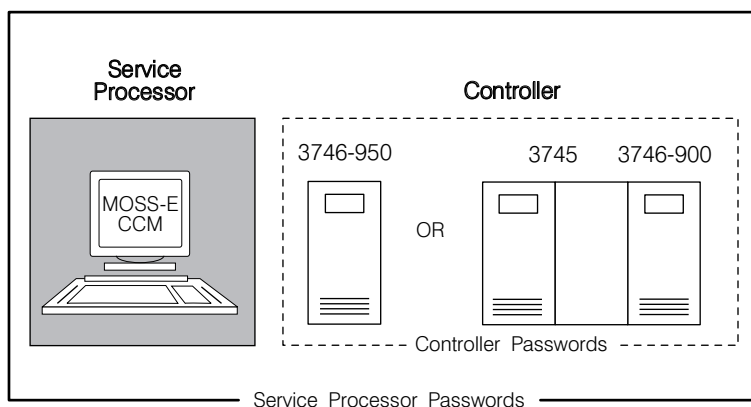 Service
Processor
Controller
3746-950
3745
3746-900
MOSS-E
CCM
OR
Controller Passwords
Service Processor Passwords